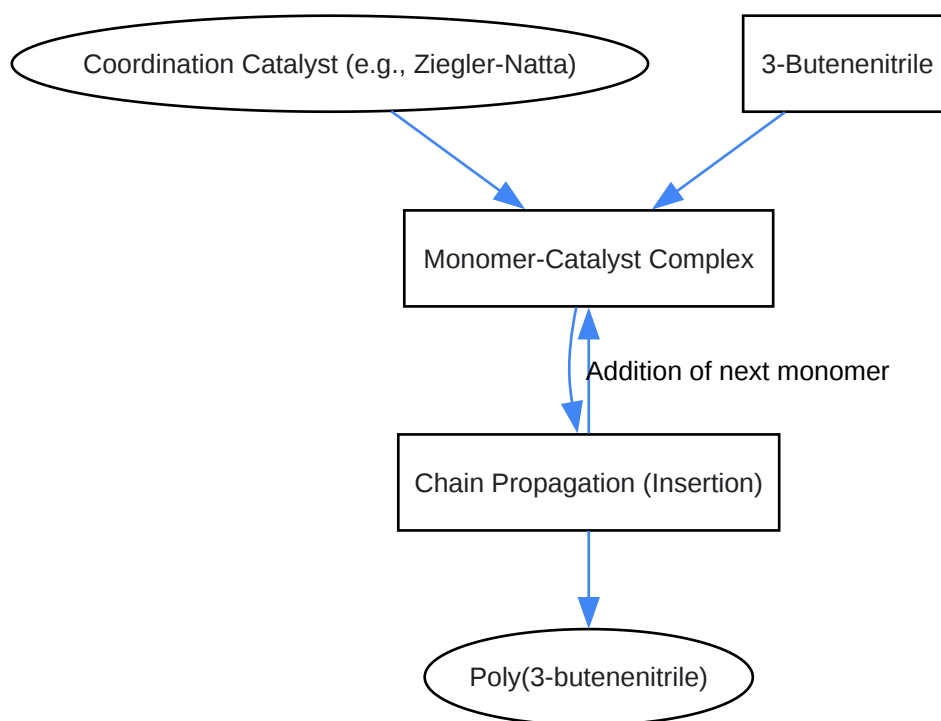 Coordination Catalyst (e.g., Ziegler-Natta)
3-Butenenitrile
Monomer-Catalyst Complex
Addition of next monomer
Chain Propagation (Insertion)
Poly(3-butenenitrile)